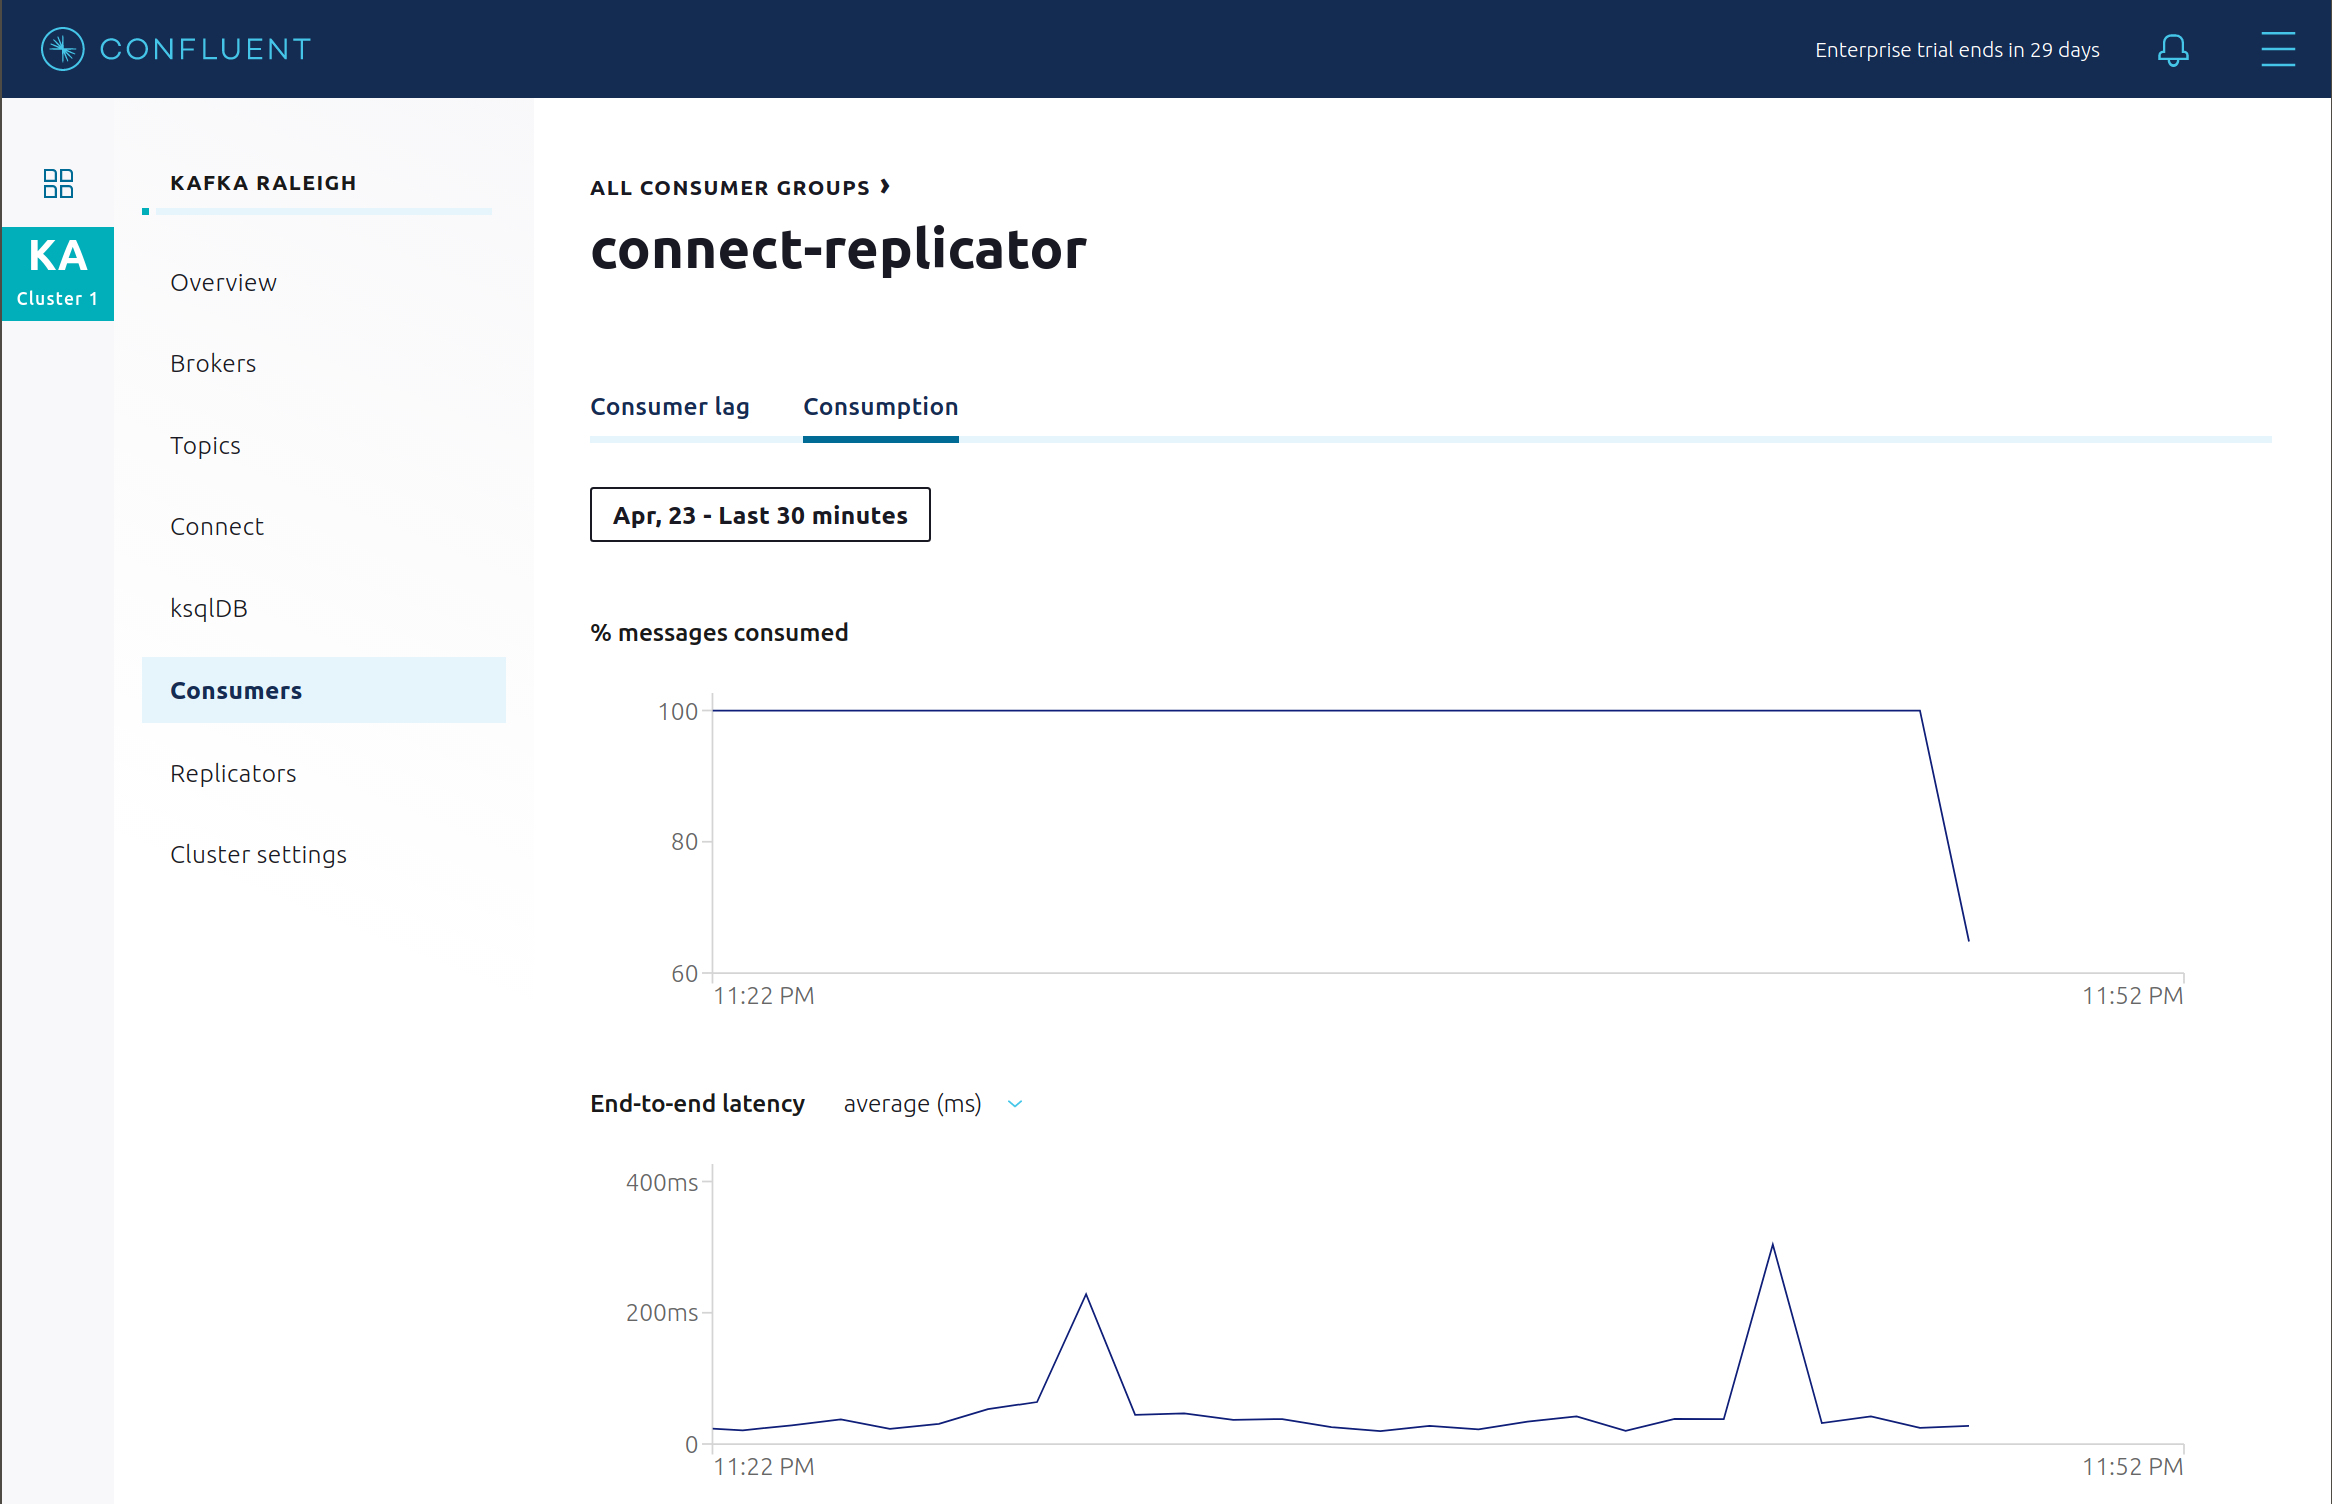 CONFLUENT
Enterprise trial ends in 29 days
KA
Cluster 1
KAFKA RALEIGH
Overview
Brokers
Topics
Connect
ksqlDB
Consumers
Replicators
Cluster settings
ALL CONSUMER GROUPS ❯
connect-replicator
Consumer lag
Consumption
Apr, 23 - Last 30 minutes
% messages consumed
100
80
60
11:22 PM
11:52 PM
End-to-end latency average (ms)
400ms
200ms
0
11:22 PM
11:52 PM